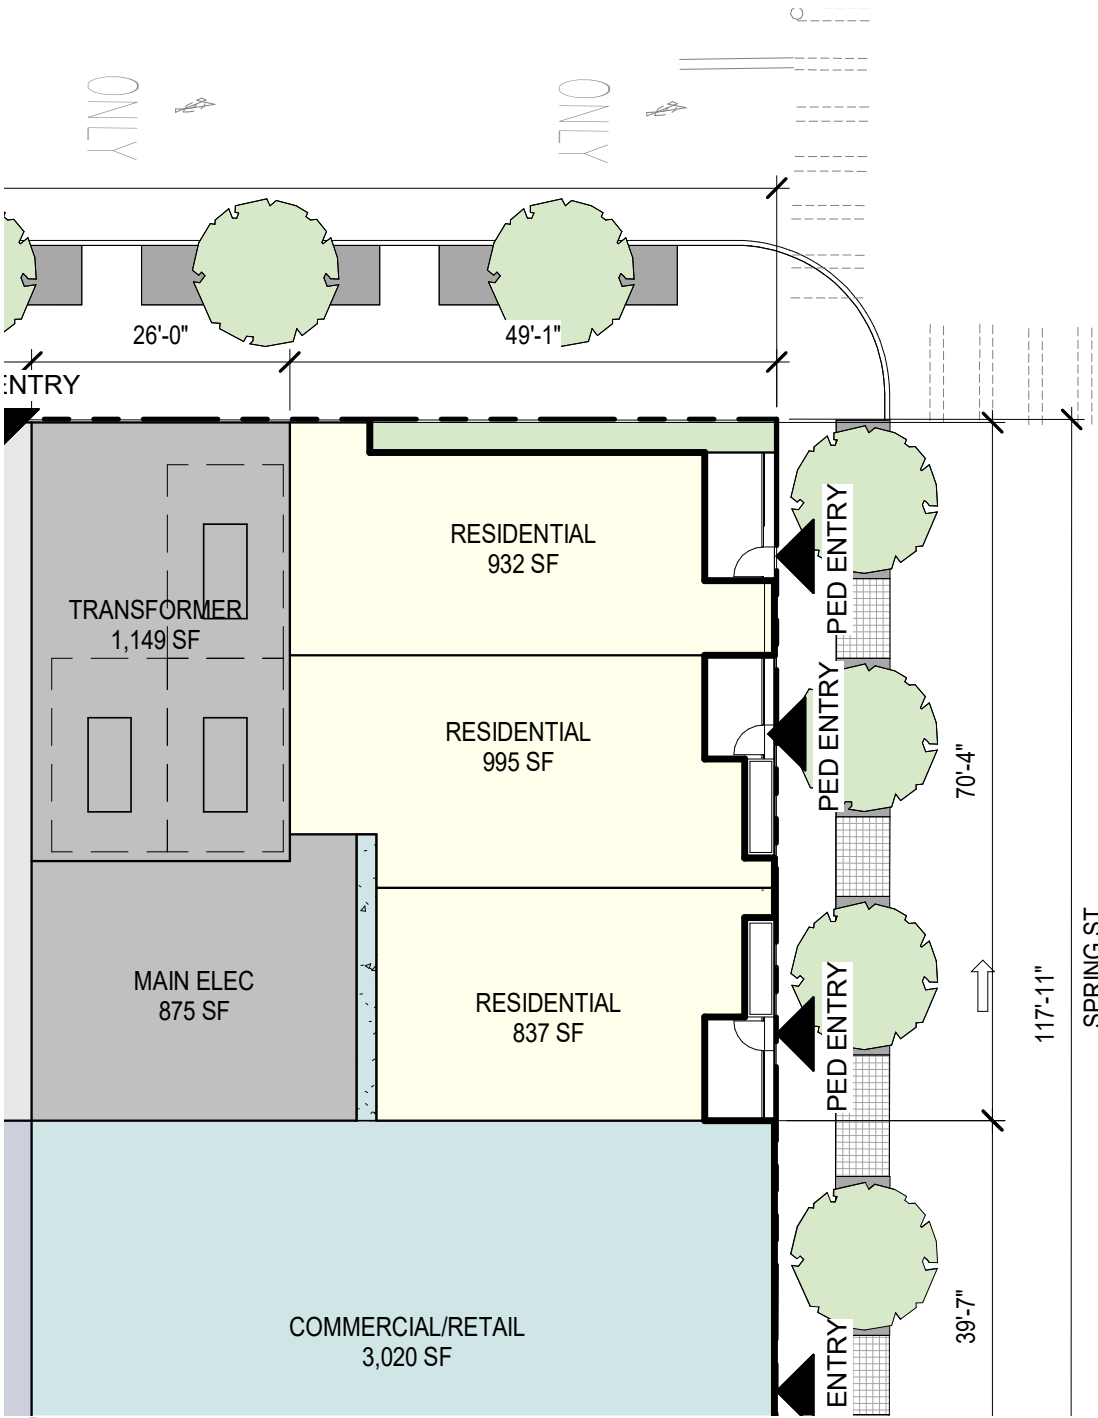 ONLY
ONLY
26'-0"
49'-1"
ENTRY
RESIDENTIAL
932 SF
PED ENTRY
TRANSFORMER
1,149 SF
RESIDENTIAL
995 SF
PED ENTRY
70'-4"
MAIN ELEC
875 SF
RESIDENTIAL
837 SF
PED ENTRY
117'-11"
SPRING ST
COMMERCIAL/RETAIL
3,020 SF
39'-7"
ENTRY